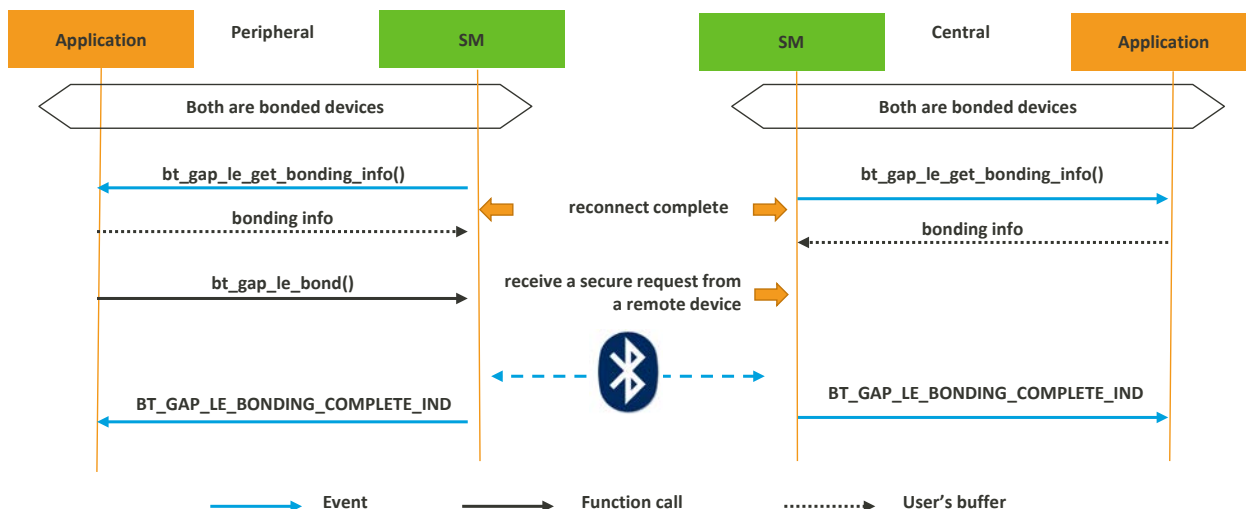 Application
Peripheral
SM
SM
Central
Application
Both are bonded devices
Both are bonded devices
bt_gap_le_get_bonding_info()
bt_gap_le_get_bonding_info()
reconnect complete
bonding info
bonding info
bt_gap_le_bond()
receive a secure request from
a remote device
BT_GAP_LE_BONDING_COMPLETE_IND
BT_GAP_LE_BONDING_COMPLETE_IND
Event
Function call
User's buffer